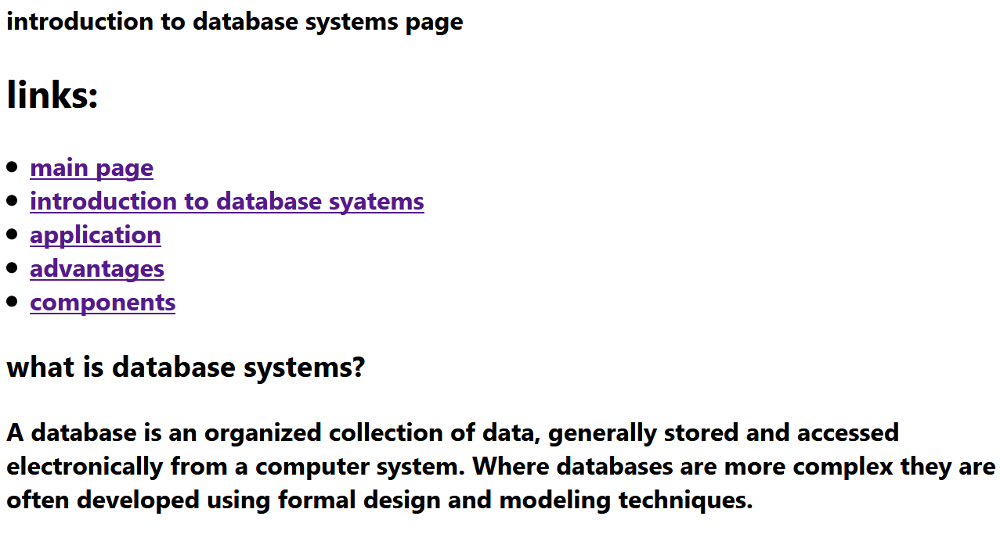 introduction to database systems page
links:
main page
introduction to database syatems
application
advantages
components
what is database systems?
A database is an organized collection of data, generally stored and accessed
electronically from a computer system. Where databases are more complex they are
often developed using formal design and modeling techniques.